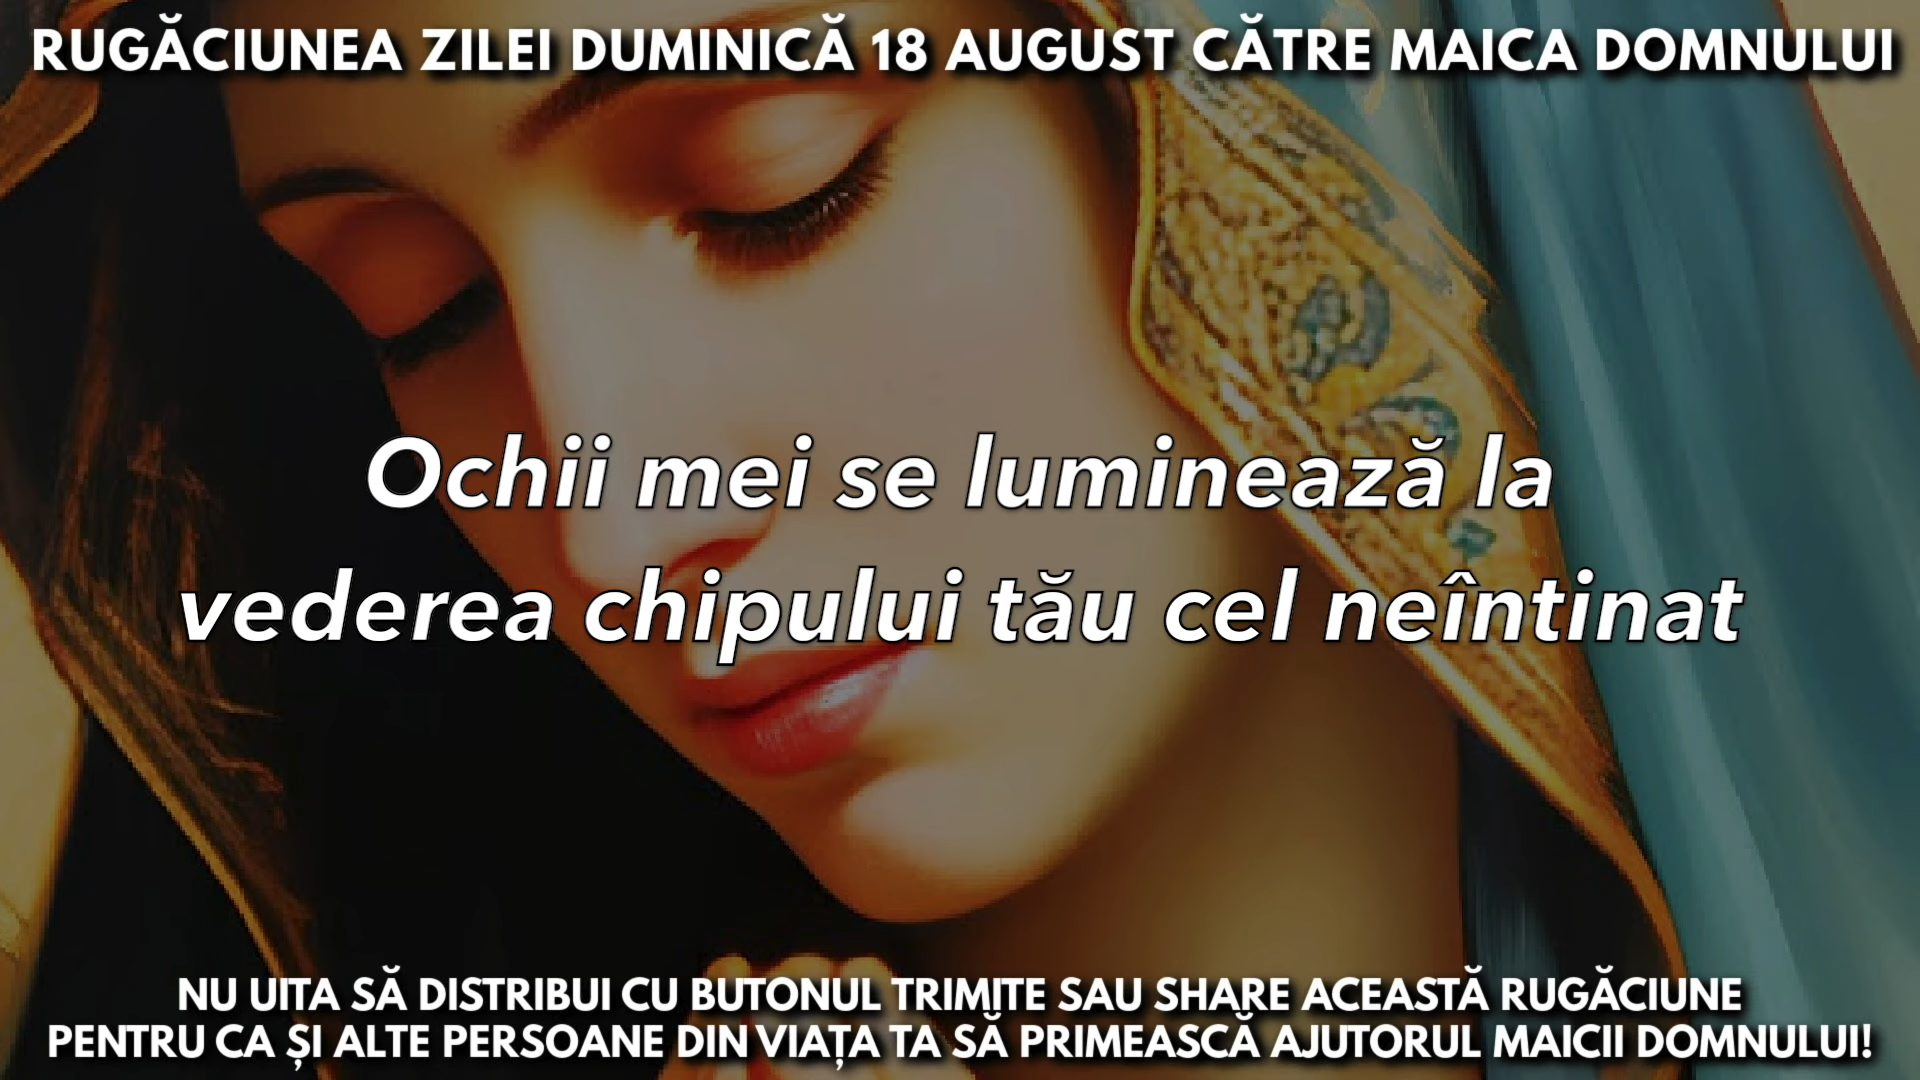 RUGĂCIUNEA ZILEI DUMINICĂ 18 AUGUST CĂTRE MAICA DOMNULUI
Ochii mei se luminează la
vederea chipului tău cel neîntinat
NU UITA SĂ DISTRIBUI CU BUTONUL TRIMITE SAU SHARE ACEASTĂ RUGĂCIUNE
PENTRU CA ȘI ALTE PERSOANE DIN VIAȚA TA SĂ PRIMEASCĂ AJUTORUL MAICII DOMNULUI!